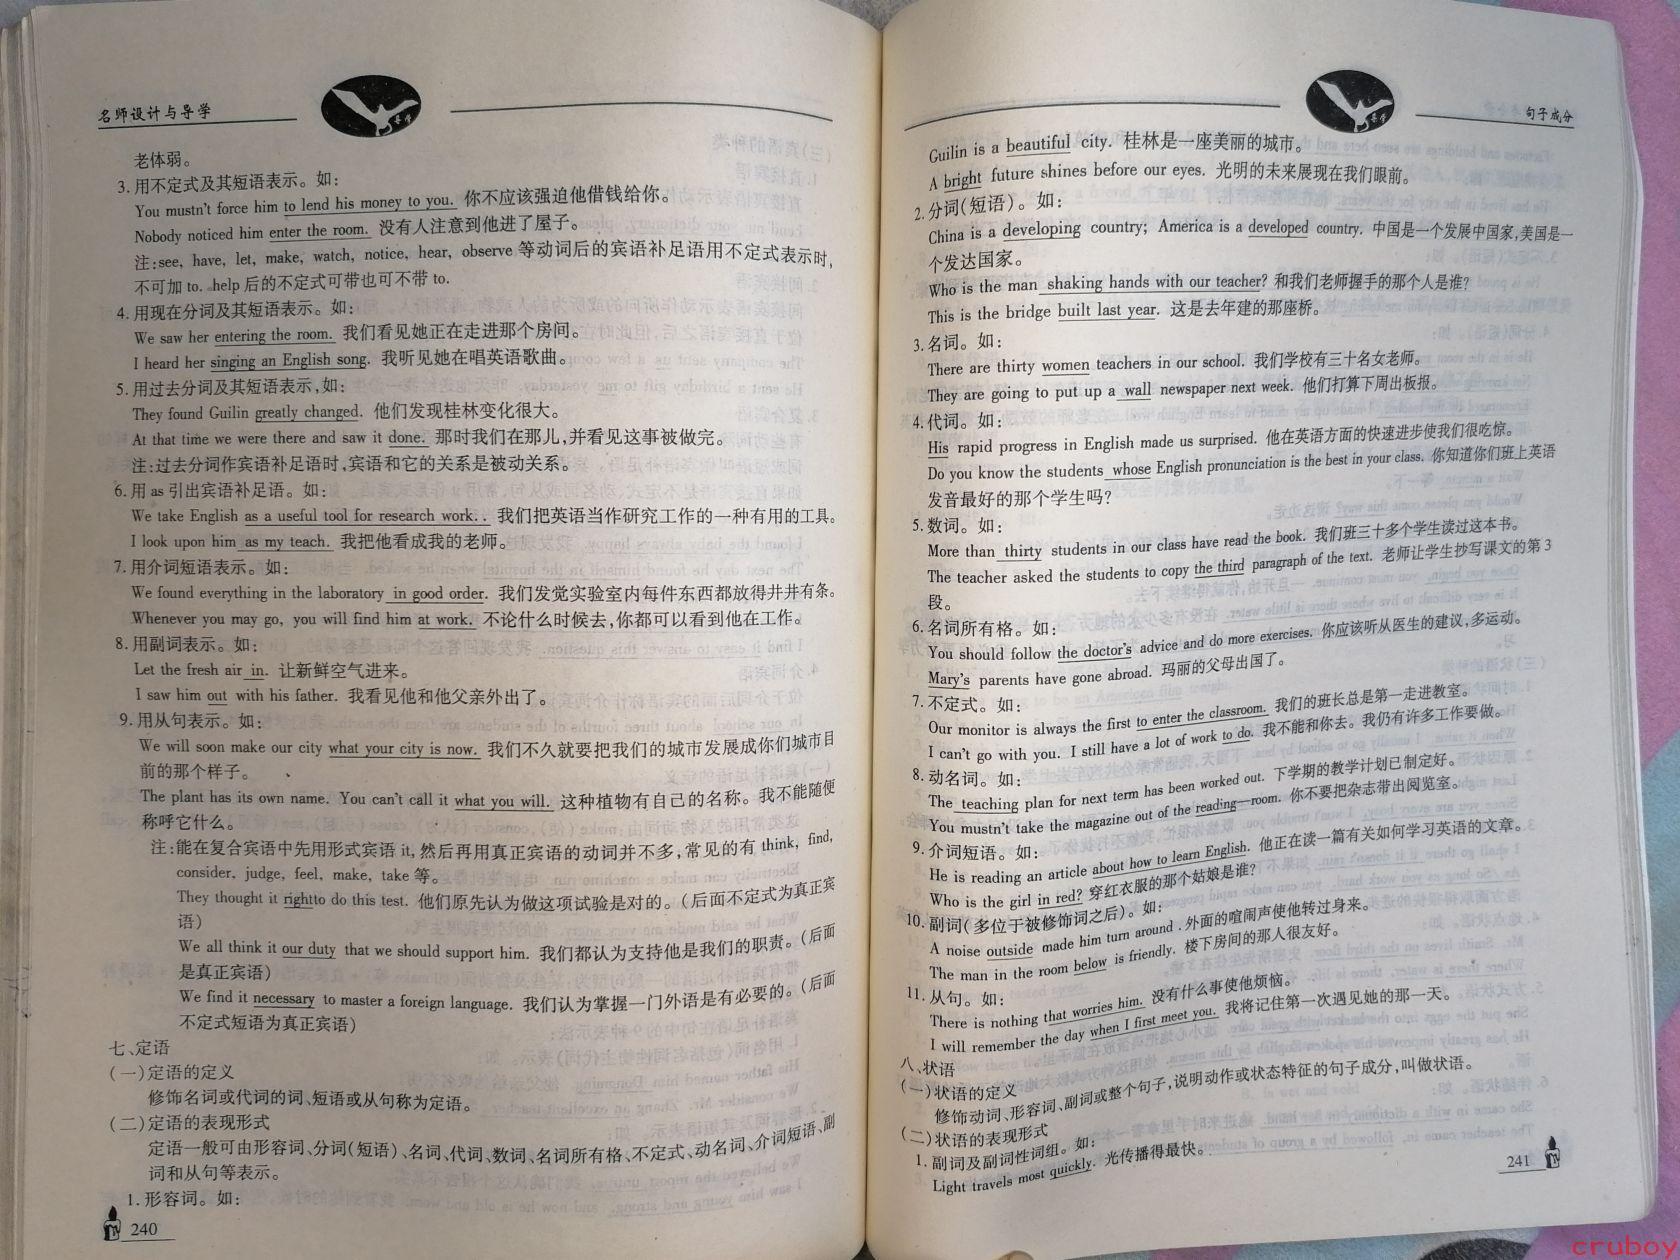 名师设计与导学
导学
老体弱。
3.用不定式及其短语表示。如:
You mustn't force him to lend his money to you. 你不应该强迫他借钱给你。
Nobody noticed him enter the room. 没有人注意到他进了屋子。
注:see, have, let, make, watch, notice, hear, observe 等动词后的宾语补足语用不定式表示时,
不可加 to. help 后的不定式可带也可不带 to.
4.用现在分词及其短语表示。如:
We saw her entering the room. 我们看见她正在走进那个房间。
I heard her singing an English song. 我听见她在唱英语歌曲。
5.用过去分词及其短语表示,如:
They found Guilin greatly changed. 他们发现桂林变化很大。
At that time we were there and saw it done. 那时我们在那儿,并看见这事被做完。
注:过去分词作宾语补足语时,宾语和它的关系是被动关系。
6.用 as 引出宾语补足语。如:
We take English as a useful tool for research work.. 我们把英语当作研究工作的一种有用的工具。
I look upon him as my teach. 我把他看成我的老师。
7.用介词短语表示。如:
We found everything in the laboratory in good order. 我们发觉实验室内每件东西都放得井井有条。
Whenever you may go, you will find him at work. 不论什么时候去,你都可以看到他在工作。
8.用副词表示。如:
Let the fresh air in. 让新鲜空气进来。
I saw him out with his father. 我看见他和他父亲外出了。
9.用从句表示。如:
We will soon make our city what your city is now. 我们不久就要把我们的城市发展成你们城市目
前的那个样子。
The plant has its own name. You can't call it what you will. 这种植物有自己的名称。我不能随便
称呼它什么。
注:能在复合宾语中先用形式宾语 it,然后再用真正宾语的动词并不多,常见的有 think, find,
consider, judge, feel, make, take 等。
They thought it rightto do this test. 他们原先认为做这项试验是对的。(后面不定式为真正宾
语)
We all think it our duty that we should support him. 我们都认为支持他是我们的职责。(后面
是真正宾语)
We find it necessary to master a foreign language. 我们认为掌握一门外语是有必要的。(后面
不定式短语为真正宾语)
七、定语
(一)定语的定义
修饰名词或代词的词、短语或从句称为定语。
(二)定语的表现形式
定语一般可由形容词、分词(短语)、名词、代词、数词、名词所有格、不定式、动名词、介词短语、副
词和从句等表示。
1.形容词。如:
240
导学
句子成分
Guilin is a beautiful city. 桂林是一座美丽的城市。
A bright future shines before our eyes. 光明的未来展现在我们眼前。
2.分词(短语)。如:
China is a developing country; America is a developed country. 中国是一个发展中国家,美国是一
个发达国家。
Who is the man shaking hands with our teacher? 和我们老师握手的那个人是谁?
This is the bridge built last year. 这是去年建的那座桥。
3.名词。如:
There are thirty women teachers in our school. 我们学校有三十名女老师。
They are going to put up a wall newspaper next week. 他们打算下周出板报。
4.代词。如:
His rapid progress in English made us surprised. 他在英语方面的快速进步使我们很吃惊。
Do you know the students whose English pronunciation is the best in your class. 你知道你们班上英语
发音最好的那个学生吗?
5.数词。如:
More than thirty students in our class have read the book. 我们班三十多个学生读过这本书。
The teacher asked the students to copy the third paragraph of the text. 老师让学生抄写课文的第 3
段。
6.名词所有格。如:
You should follow the doctor's advice and do more exercises. 你应该听从医生的建议,多运动。
Mary's parents have gone abroad. 玛丽的父母出国了。
7.不定式。如:
Our monitor is always the first to enter the classroom. 我们的班长总是第一走进教室。
I can't go with you. I still have a lot of work to do. 我不能和你去。我仍有许多工作要做。
8.动名词。如:
The teaching plan for next term has been worked out. 下学期的教学计划已制定好。
You mustn't take the magazine out of the reading—room. 你不要把杂志带出阅览室。
9.介词短语。如:
He is reading an article about how to learn English. 他正在读一篇有关如何学习英语的文章。
Who is the girl in red? 穿红衣服的那个姑娘是谁?
10.副词(多位于被修饰词之后)。如:
A noise outside made him turn around .外面的喧闹声使他转过身来。
The man in the room below is friendly. 楼下房间的那人很友好。
11.从句。如:
There is nothing that worries him. 没有什么事使他烦恼。
I will remember the day when I first meet you. 我将记住第一次遇见她的那一天。
八、状语
(一)状语的定义
修饰动词、形容词、副词或整个句子,说明动作或状态特征的句子成分,叫做状语。
(二)状语的表现形式
1.副词及副词性词组。如:
Light travels most quickly. 光传播得最快。
241
cruboy